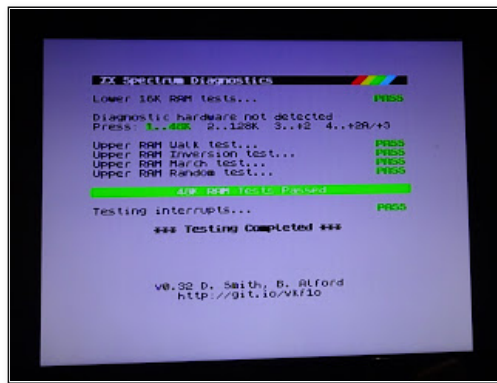 ZX Spectrum Diagnostics
Lower 16K RAM tests... PASS
Diagnostic hardware not detected
Press: 1..48K 2..128K 3..+2 4..+2A/+3
Upper RAM Walk test... PASS
Upper RAM Inversion test... PASS
Upper RAM March test... PASS
Upper RAM Random test... PASS
48K RAM Tests Passed
Testing interrupts... PASS
*** Testing Completed ***
v0.32 D. Smith, B. Alford